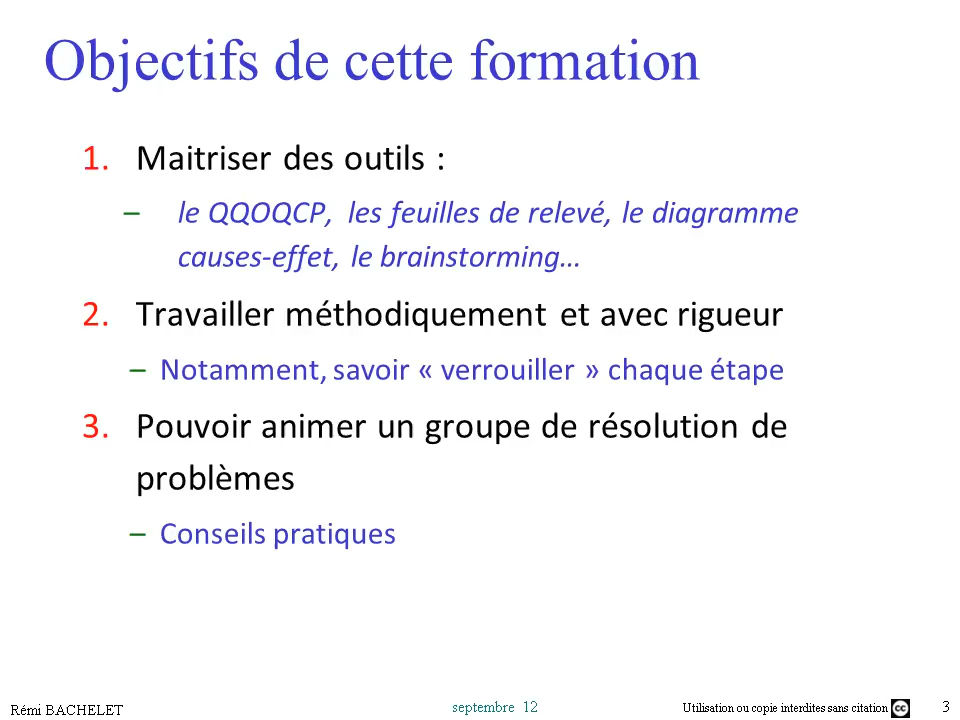 Objectifs de cette formation
1. Maitriser des outils :
– le QQOQCP, les feuilles de relevé, le diagramme
causes-effet, le brainstorming…
2. Travailler méthodiquement et avec rigueur
– Notamment, savoir « verrouiller » chaque étape
3. Pouvoir animer un groupe de résolution de
problèmes
– Conseils pratiques
Rémi BACHELET
septembre 12
Utilisation ou copie interdites sans citation
cc
3